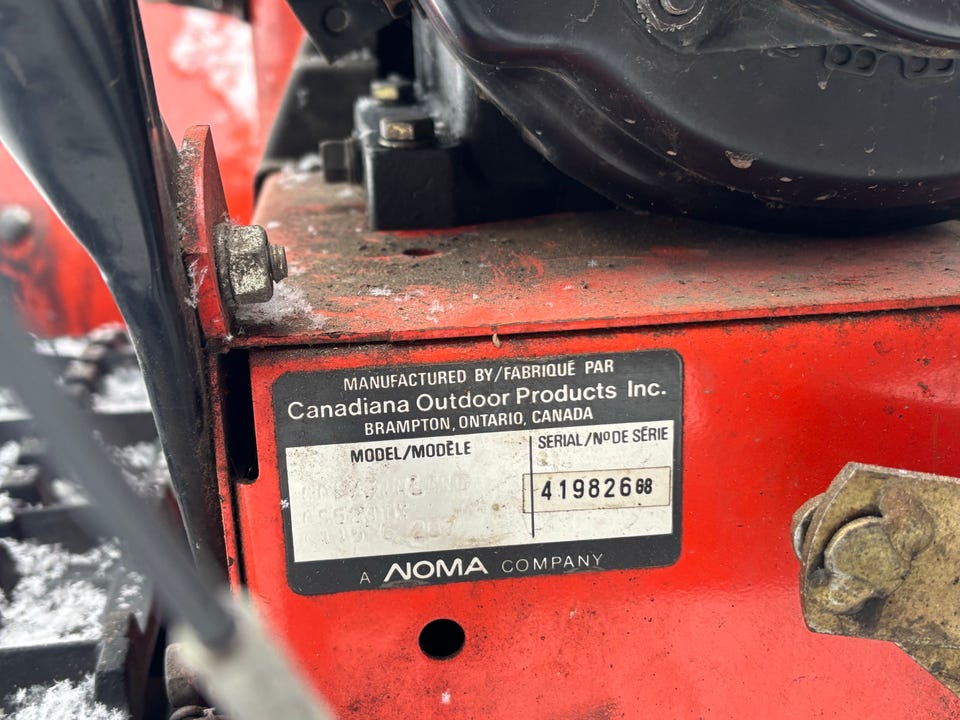 MANUFACTURED BY/FABRIQUÉ PAR
Canadiana Outdoor Products Inc.
BRAMPTON, ONTARIO, CANADA
MODEL/MODÈLE
SERIAL/Nº DE SÉRIE
41982668
A NOMA COMPANY